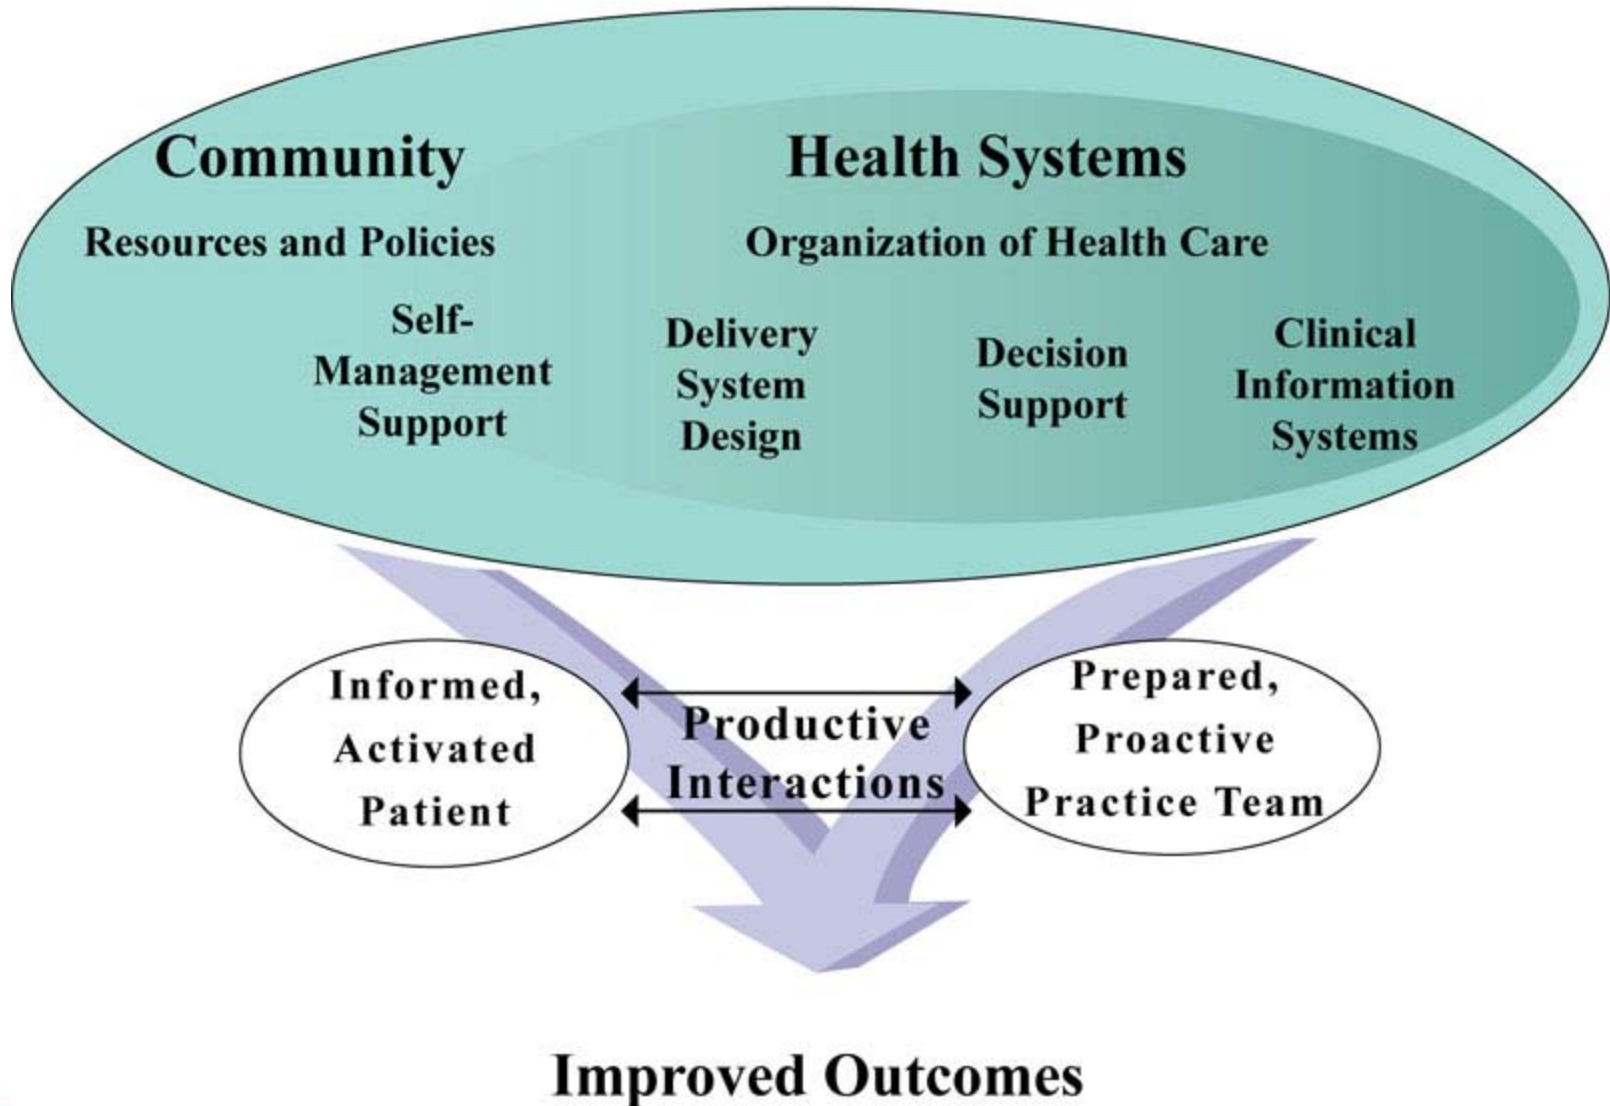 Community
Health Systems
Resources and Policies
Organization of Health Care
Self-
Management
Support
Delivery
System
Design
Decision
Support
Clinical
Information
Systems
Informed,
Activated
Patient
Productive
Interactions
Prepared,
Proactive
Practice Team
Improved Outcomes